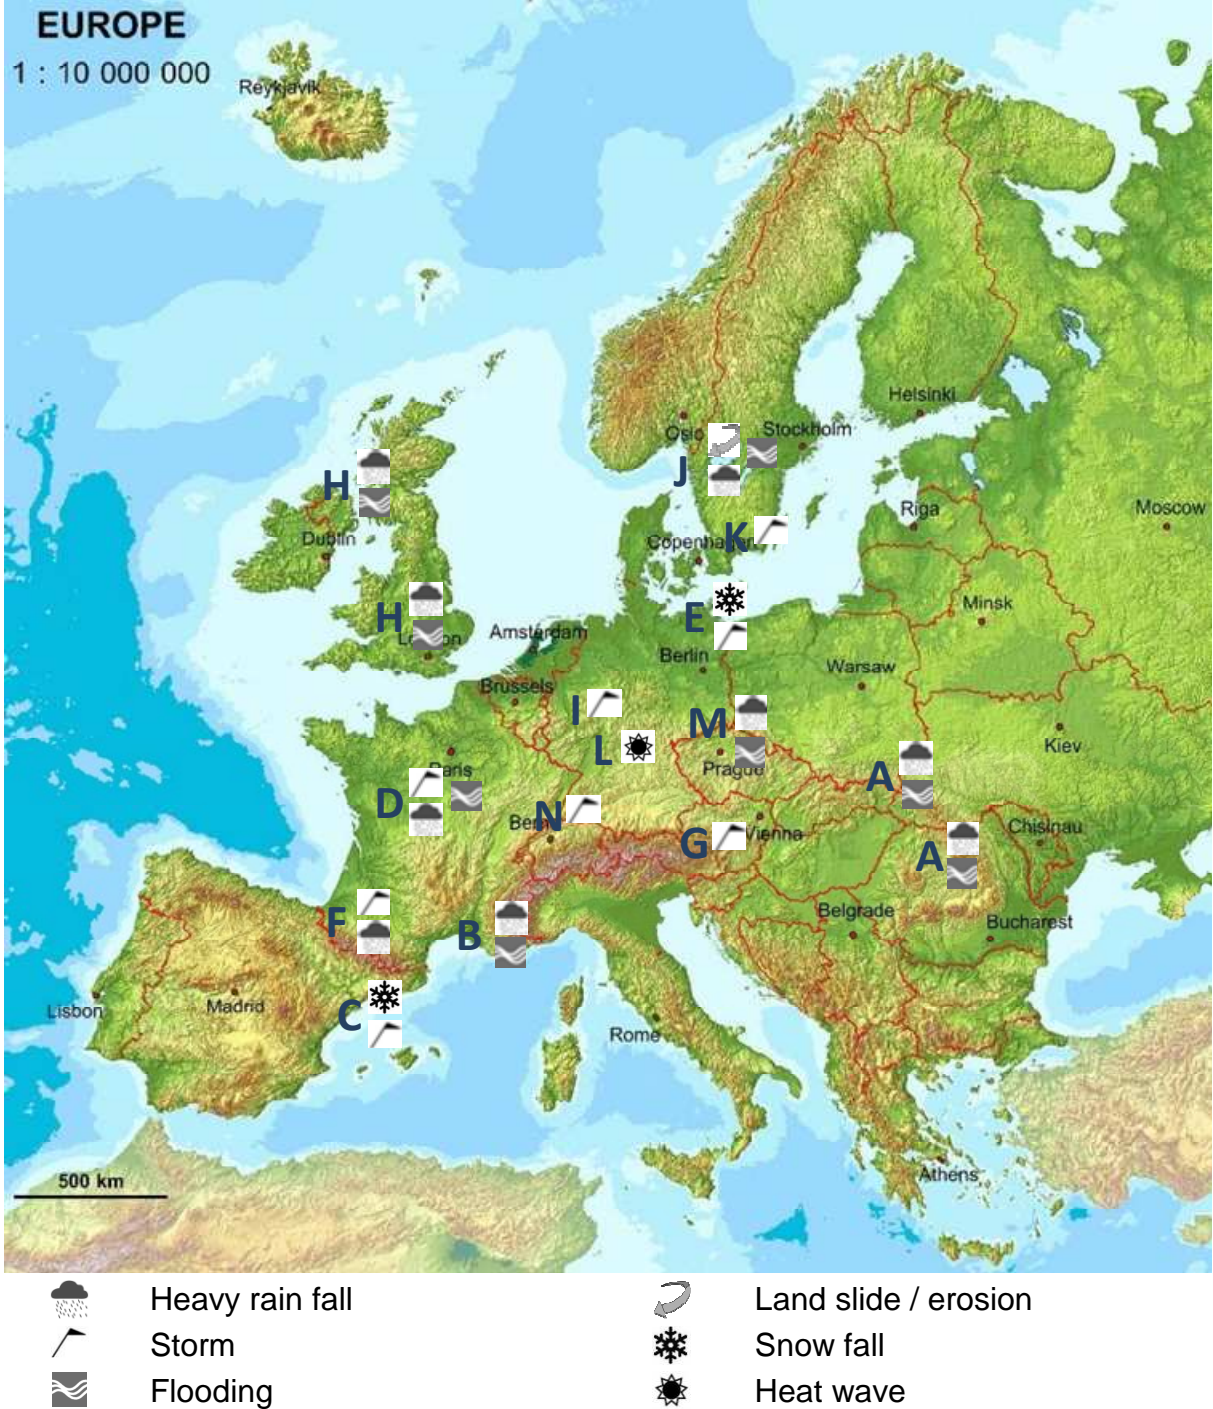 EUROPE
1 : 10 000 000
Reykjavik
Helsinki
Oslo
Stockholm
J
H
Riga
Moscow
Dublin
Copenhagen
K
Minsk
E
H
London
Amsterdam
Berlin
Warsaw
Brussels
I
M
Kiev
L
Paris
Prague
A
D
N
Bern
G
Vienna
Chisinau
A
F
B
Belgrade
Bucharest
Lisbon
Madrid
C
Rome
Athens
500 km
Heavy rain fall
Land slide / erosion
Storm
Snow fall
Flooding
Heat wave